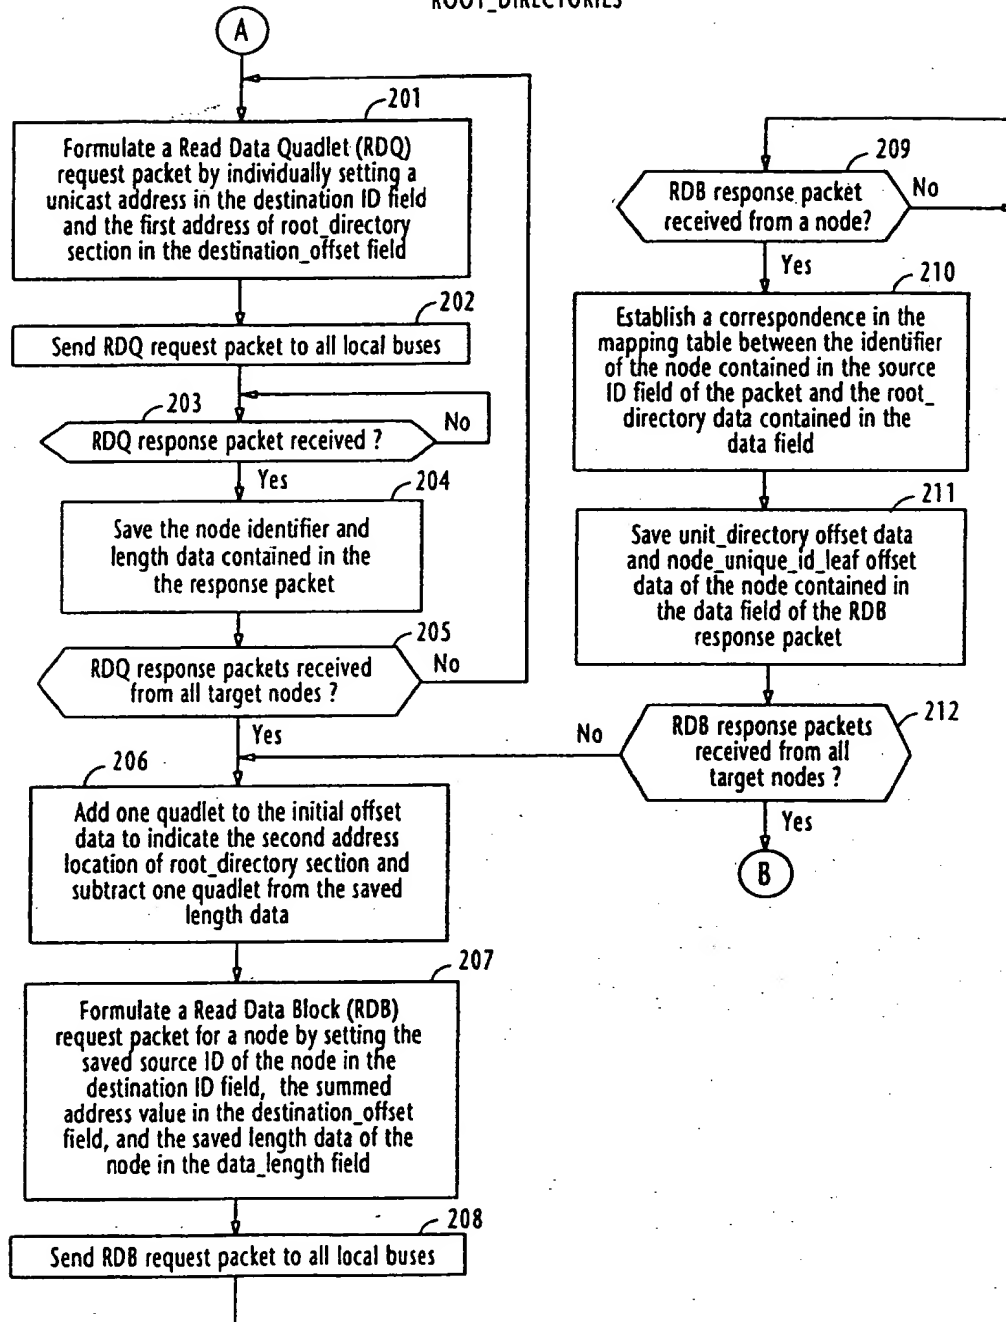 ROOT_DIRECTORIES
A
201
Formulate a Read Data Quadlet (RDQ)
request packet by individually setting a
unicast address in the destination ID field
and the first address of root_directory
section in the destination_offset field
202
Send RDQ request packet to all local buses
203
No
RDQ response packet received ?
Yes
204
Save the node identifier and
length data contained in the
the response packet
205
RDQ response packets received
from all target nodes ?
No
Yes
206
Add one quadlet to the initial offset
data to indicate the second address
location of root_directory section and
subtract one quadlet from the saved
length data
207
Formulate a Read Data Block (RDB)
request packet for a node by setting the
saved source ID of the node in the
destination ID field, the summed
address value in the destination_offset
field, and the saved length data of the
node in the data_length field
208
Send RDB request packet to all local buses
209
RDB response packet
received from a node?
No
Yes
210
Establish a correspondence in the
mapping table between the identifier
of the node contained in the source
ID field of the packet and the root_
directory data contained in the
data field
211
Save unit_directory offset data
and node_unique_id_leaf offset
data of the node contained in
the data field of the RDB
response packet
212
RDB response packets
received from all
target nodes ?
No
Yes
B